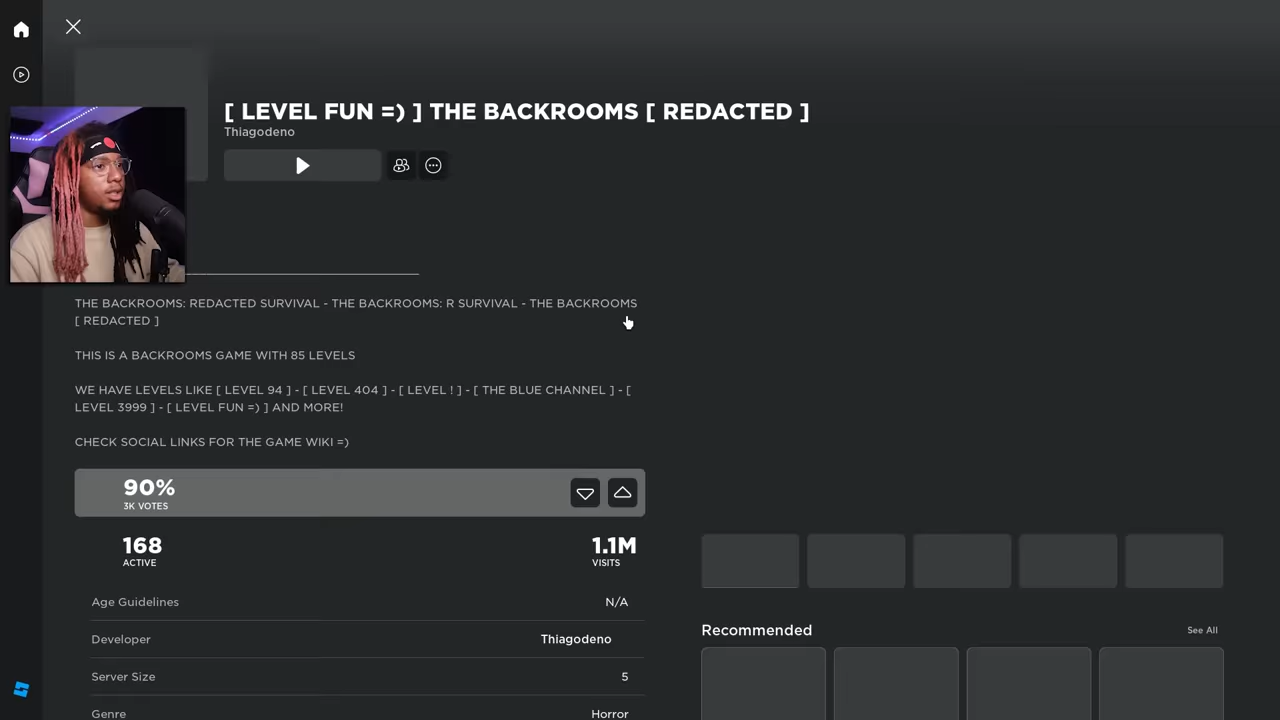 [ LEVEL FUN =) ] THE BACKROOMS [ REDACTED ]
Thiagodeno
THE BACKROOMS: REDACTED SURVIVAL - THE BACKROOMS: R SURVIVAL - THE BACKROOMS
[ REDACTED ]
THIS IS A BACKROOMS GAME WITH 85 LEVELS
WE HAVE LEVELS LIKE [ LEVEL 94 ] - [ LEVEL 404 ] - [ LEVEL ! ] - [ THE BLUE CHANNEL ] - [
LEVEL 3999 ] - [ LEVEL FUN =) ] AND MORE!
CHECK SOCIAL LINKS FOR THE GAME WIKI =)
90%
3K VOTES
168
ACTIVE
1.1M
VISITS
Age Guidelines N/A
Developer Thiagodeno
Server Size 5
Genre Horror
Recommended
See All